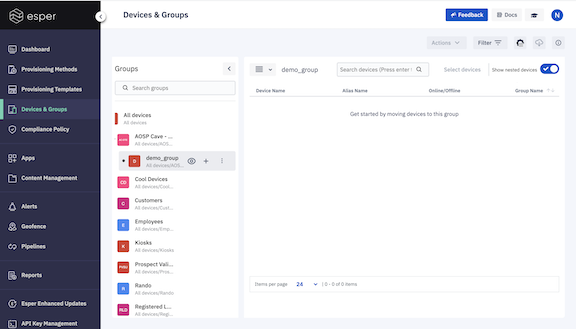 esper
Devices & Groups
Feedback
Docs
N
Dashboard
Provisioning Methods
Provisioning Templates
Devices & Groups
Compliance Policy
Apps
Content Management
Alerts
Geofence
Pipelines
Reports
Esper Enhanced Updates
API Key Management
Actions
Filter
Groups
Search groups
All devices
All devices
AOSP Cave - ...
All devices/AOS...
D
demo_group
All devices/AOS...
CD
Cool Devices
All devices/Cool...
C
Customers
All devices/Cust...
E
Employees
All devices/Emp...
K
Kiosks
All devices/Kiosks
Prospect Vali...
All devices/Pros...
R
Rando
All devices/Rando
RLD
Registered L...
All devices/Regi...
demo_group
Search devices (Press enter
Select devices
Show nested devices
Device Name
Alias Name
Online/Offline
Group Name
Get started by moving devices to this group
Items per page
24
0 - 0 of 0 items